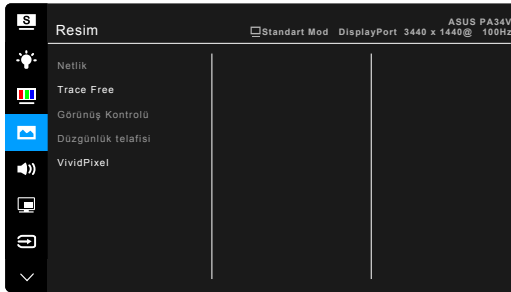 S
Resim
ASUS PA34V
Standart Mod DisplayPort 3440 x 1440@ 100Hz
Netlik
Trace Free
Görünüş Kontrolü
Düzgünlük telafisi
VividPixel